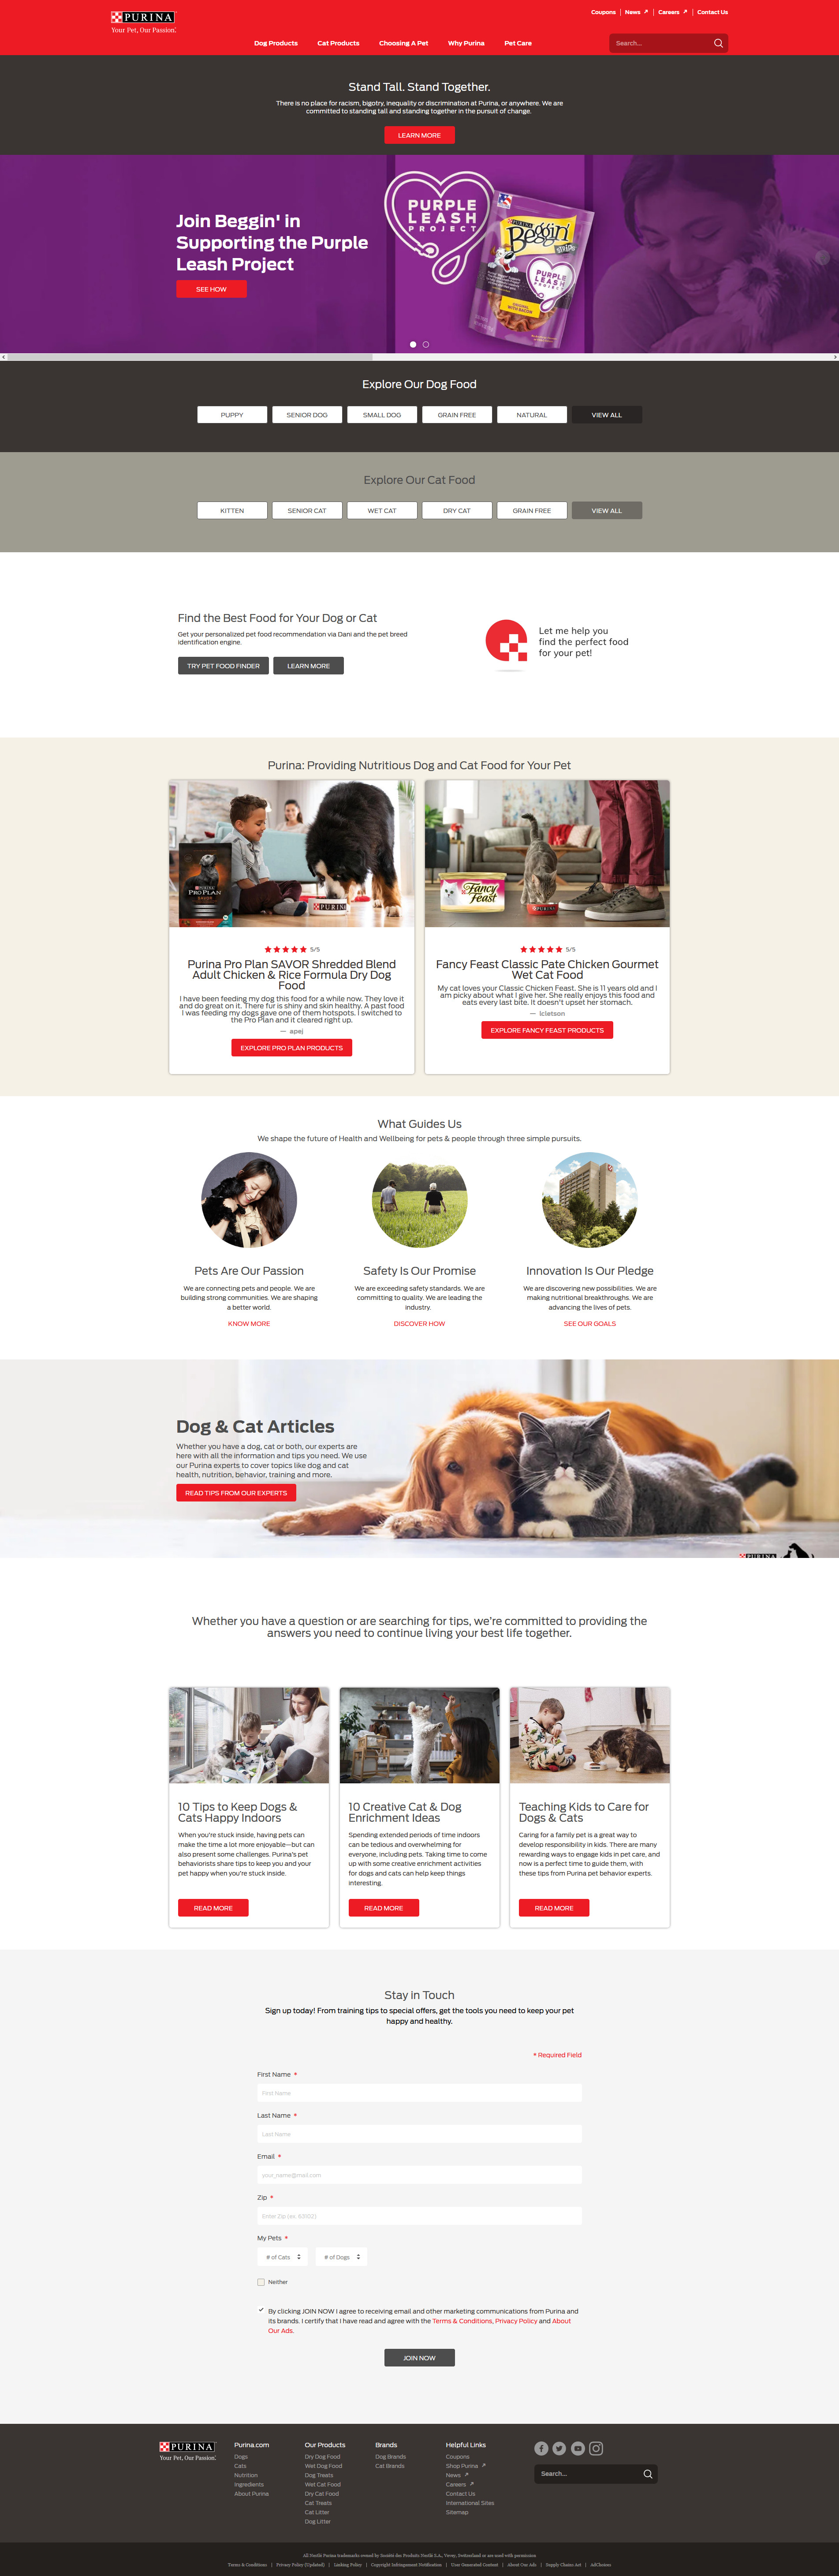 PURINA
Your Pet, Our Passion.
Coupons
News
Careers
Contact Us
Dog Products
Cat Products
Choosing A Pet
Why Purina
Pet Care
Search...
Stand Tall. Stand Together.
There is no place for racism, bigotry, inequality or discrimination at Purina, or anywhere. We are
committed to standing tall and standing together in the pursuit of change.
LEARN MORE
Join Beggin' in
Supporting the Purple
Leash Project
SEE HOW
PURPLE
LEASH
PROJECT
PURINA
Beggin'
PURPLE
LEASH
PROJECT
ORIGINAL
WITH BACON
Explore Our Dog Food
PUPPY
SENIOR DOG
SMALL DOG
GRAIN FREE
NATURAL
VIEW ALL
Explore Our Cat Food
KITTEN
SENIOR CAT
WET CAT
DRY CAT
GRAIN FREE
VIEW ALL
Find the Best Food for Your Dog or Cat
Get your personalized pet food recommendation via Dani and the pet breed
identification engine.
TRY PET FOOD FINDER
LEARN MORE
Let me help you
find the perfect food
for your pet!
Purina: Providing Nutritious Dog and Cat Food for Your Pet
PURINA
PRO PLAN
PURINA
Fancy
Feast
5/5
Purina Pro Plan SAVOR Shredded Blend
Adult Chicken & Rice Formula Dry Dog
Food
I have been feeding my dog this food for a while now. They love it
and do great on it. There fur is shiny and skin healthy. A past food
I was feeding my dogs gave one of them hotspots. I switched to
the Pro Plan and it cleared right up.
— apej
EXPLORE PRO PLAN PRODUCTS
5/5
Fancy Feast Classic Pate Chicken Gourmet
Wet Cat Food
My cat loves your Classic Chicken Feast. She is 11 years old and I
am picky about what I give her. She really enjoys this food and
eats every last bite. It doesn't upset her stomach.
— lcletson
EXPLORE FANCY FEAST PRODUCTS
What Guides Us
We shape the future of Health and Wellbeing for pets & people through three simple pursuits.
Pets Are Our Passion
We are connecting pets and people. We are
building strong communities. We are shaping
a better world.
KNOW MORE
Safety Is Our Promise
We are exceeding safety standards. We are
committing to quality. We are leading the
industry.
DISCOVER HOW
Innovation Is Our Pledge
We are discovering new possibilities. We are
making nutritional breakthroughs. We are
advancing the lives of pets.
SEE OUR GOALS
Dog & Cat Articles
Whether you have a dog, cat or both, our experts are
here with all the information and tips you need. We use
our Purina experts to cover topics like dog and cat
health, nutrition, behavior, training and more.
READ TIPS FROM OUR EXPERTS
PURINA
Whether you have a question or are searching for tips, we're committed to providing the
answers you need to continue living your best life together.
10 Tips to Keep Dogs &
Cats Happy Indoors
When you're stuck inside, having pets can
make the time a lot more enjoyable—but can
also present some challenges. Purina's pet
behaviorists share tips to keep you and your
pet happy when you're stuck inside.
READ MORE
10 Creative Cat & Dog
Enrichment Ideas
Spending extended periods of time indoors
can be tedious and overwhelming for
everyone, including pets. Taking time to come
up with some creative enrichment activities
for dogs and cats can help keep things
interesting.
READ MORE
Teaching Kids to Care for
Dogs & Cats
Caring for a family pet is a great way to
develop responsibility in kids. There are many
rewarding ways to engage kids in pet care, and
now is a perfect time to guide them, with
these tips from Purina pet behavior experts.
READ MORE
Stay in Touch
Sign up today! From training tips to special offers, get the tools you need to keep your pet
happy and healthy.
* Required Field
First Name *
First Name
Last Name *
Last Name
Email *
your_name@mail.com
Zip *
Enter Zip (ex. 63102)
My Pets *
# of Cats
# of Dogs
Neither
By clicking JOIN NOW I agree to receiving email and other marketing communications from Purina and
its brands. I certify that I have read and agree with the Terms & Conditions, Privacy Policy and About
Our Ads.
JOIN NOW
PURINA
Your Pet, Our Passion.
Purina.com
Dogs
Cats
Nutrition
Ingredients
About Purina
Our Products
Dry Dog Food
Wet Dog Food
Dog Treats
Wet Cat Food
Dry Cat Food
Cat Treats
Cat Litter
Dog Litter
Brands
Dog Brands
Cat Brands
Helpful Links
Coupons
Shop Purina
News
Careers
Contact Us
International Sites
Sitemap
Search...
All Nestlé Purina trademarks owned by Société des Produits Nestlé S.A., Vevey, Switzerland or are used with permission
Terms & Conditions | Privacy Policy (Updated) | Linking Policy | Copyright Infringement Notification | User Generated Content | About Our Ads | Supply Chains Act | AdChoices